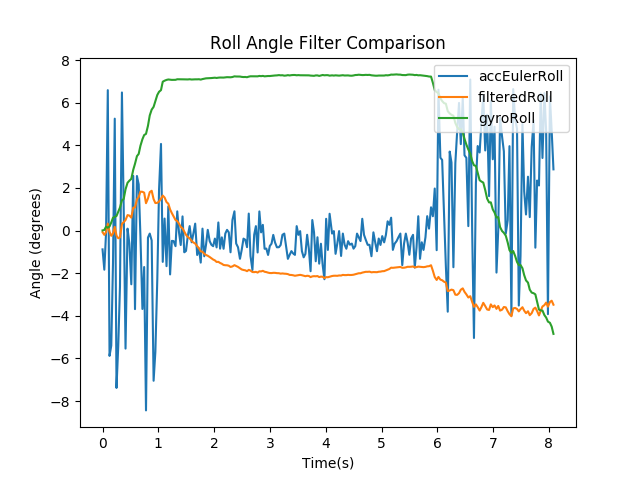 Roll Angle Filter Comparison
accEulerRoll
filteredRoll
gyroRoll
Angle (degrees)
8
6
4
2
0
−2
−4
−6
−8
0 1 2 3 4 5 6 7 8
Time(s)